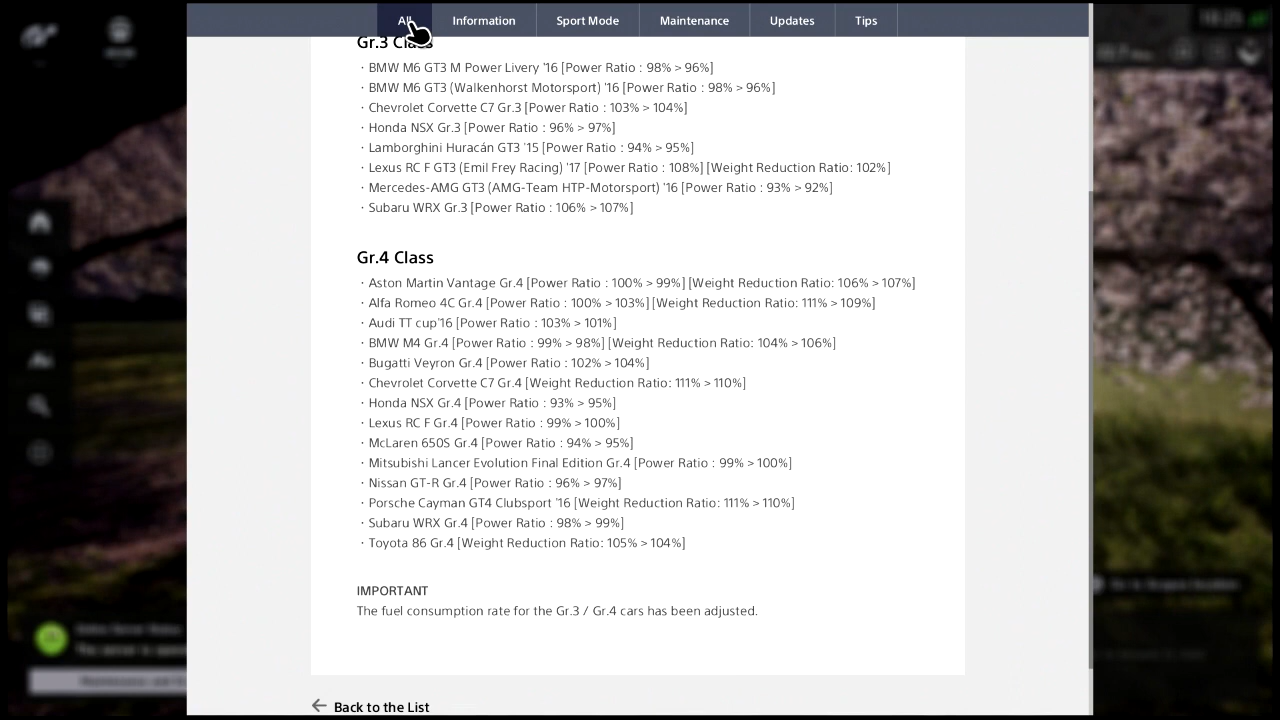 All
Information
Sport Mode
Maintenance
Updates
Tips
Gr.3 Class
· BMW M6 GT3 M Power Livery '16 [Power Ratio : 98% > 96%]
· BMW M6 GT3 (Walkenhorst Motorsport) '16 [Power Ratio : 98% > 96%]
· Chevrolet Corvette C7 Gr.3 [Power Ratio : 103% > 104%]
· Honda NSX Gr.3 [Power Ratio : 96% > 97%]
· Lamborghini Huracán GT3 '15 [Power Ratio : 94% > 95%]
· Lexus RC F GT3 (Emil Frey Racing) '17 [Power Ratio : 108%] [Weight Reduction Ratio: 102%]
· Mercedes-AMG GT3 (AMG-Team HTP-Motorsport) '16 [Power Ratio : 93% > 92%]
· Subaru WRX Gr.3 [Power Ratio : 106% > 107%]
Gr.4 Class
· Aston Martin Vantage Gr.4 [Power Ratio : 100% > 99%] [Weight Reduction Ratio: 106% > 107%]
· Alfa Romeo 4C Gr.4 [Power Ratio : 100% > 103%] [Weight Reduction Ratio: 111% > 109%]
· Audi TT cup'16 [Power Ratio : 103% > 101%]
· BMW M4 Gr.4 [Power Ratio : 99% > 98%] [Weight Reduction Ratio: 104% > 106%]
· Bugatti Veyron Gr.4 [Power Ratio : 102% > 104%]
· Chevrolet Corvette C7 Gr.4 [Weight Reduction Ratio: 111% > 110%]
· Honda NSX Gr.4 [Power Ratio : 93% > 95%]
· Lexus RC F Gr.4 [Power Ratio : 99% > 100%]
· McLaren 650S Gr.4 [Power Ratio : 94% > 95%]
· Mitsubishi Lancer Evolution Final Edition Gr.4 [Power Ratio : 99% > 100%]
· Nissan GT-R Gr.4 [Power Ratio : 96% > 97%]
· Porsche Cayman GT4 Clubsport '16 [Weight Reduction Ratio: 111% > 110%]
· Subaru WRX Gr.4 [Power Ratio : 98% > 99%]
· Toyota 86 Gr.4 [Weight Reduction Ratio: 105% > 104%]
IMPORTANT
The fuel consumption rate for the Gr.3 / Gr.4 cars has been adjusted.
Back to the List